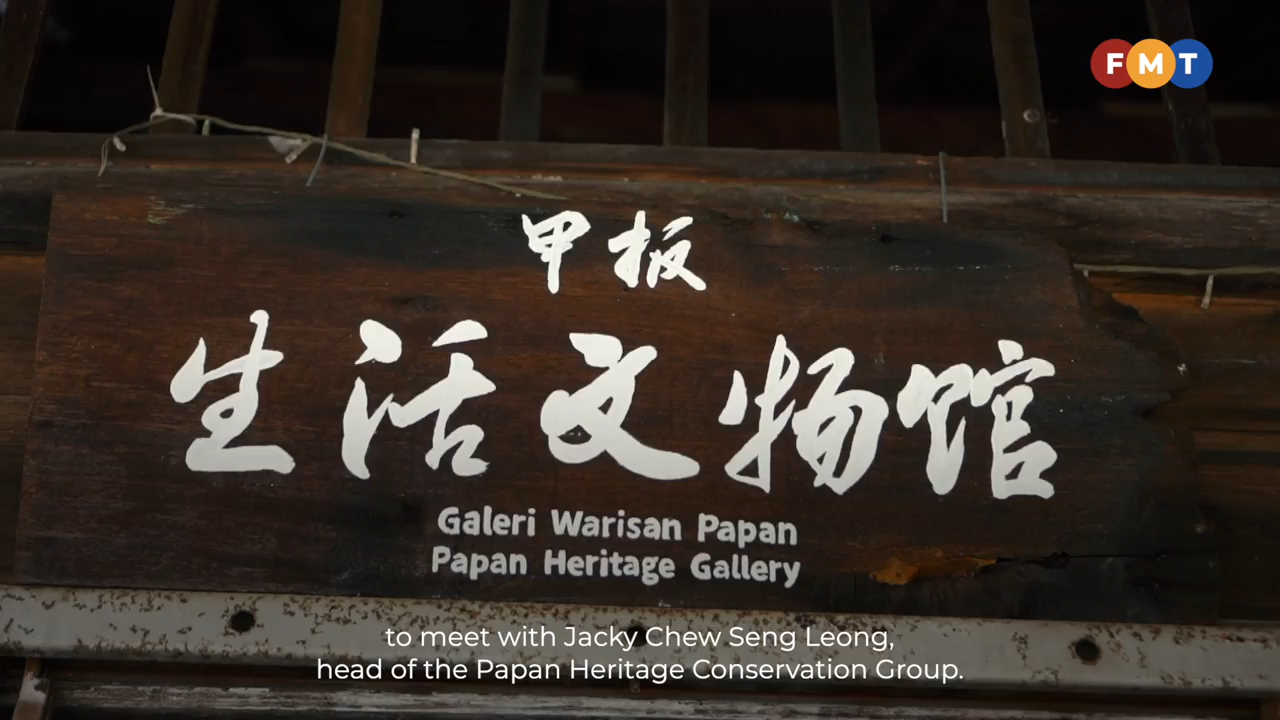 FMT
甲板
生活文物馆
Galeri Warisan Papan
Papan Heritage Gallery
to meet with Jacky Chew Seng Leong,
head of the Papan Heritage Conservation Group.